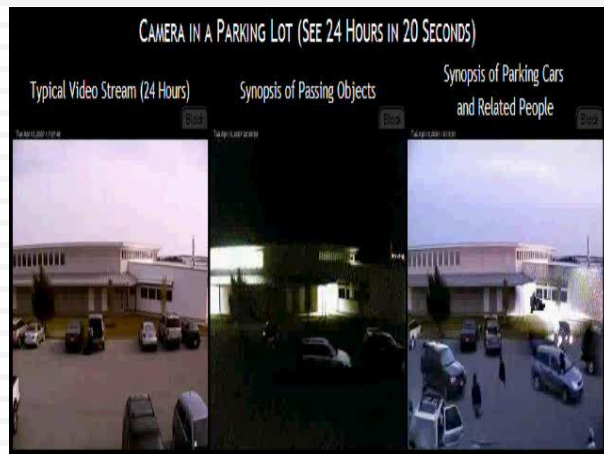 CAMERA IN A PARKING LOT (SEE 24 HOURS IN 20 SECONDS)
Typical Video Stream (24 Hours)
Synopsis of Passing Objects
Synopsis of Parking Cars
and Related People